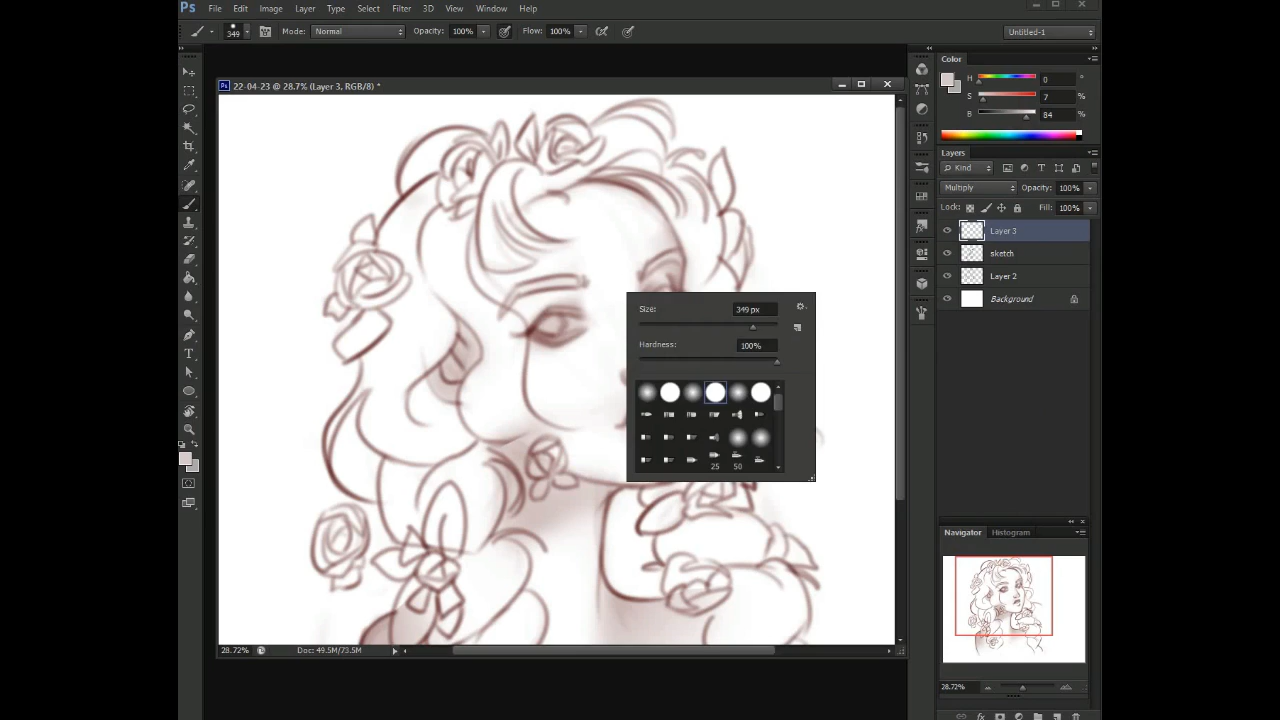 Ps File Edit Image Layer Type Select Filter 3D View Window Help
349 Mode: Normal Opacity: 100% Flow: 100% Untitled-1
Color
22-04-23 @ 28.7% (Layer 3, RGB/8) *
H 0 °
S 7 %
B 84 %
Layers
Kind
Multiply Opacity: 100%
Lock: Fill: 100%
Layer 3
sketch
Layer 2
Background
Size: 349 px
Hardness: 100%
25 50
Navigator Histogram
28.72% Doc: 49.5M/73.5M
28.72%